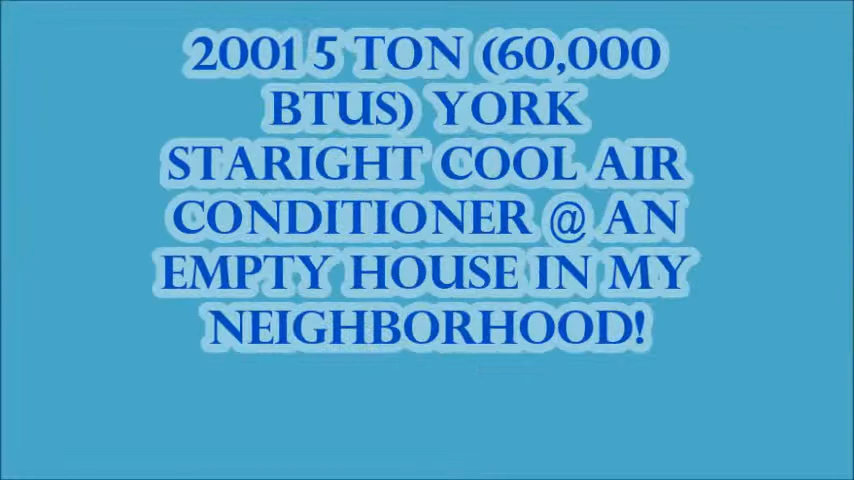 2001 5 TON (60,000
BTUS) YORK
STARIGHT COOL AIR
CONDITIONER @ AN
EMPTY HOUSE IN MY
NEIGHBORHOOD!